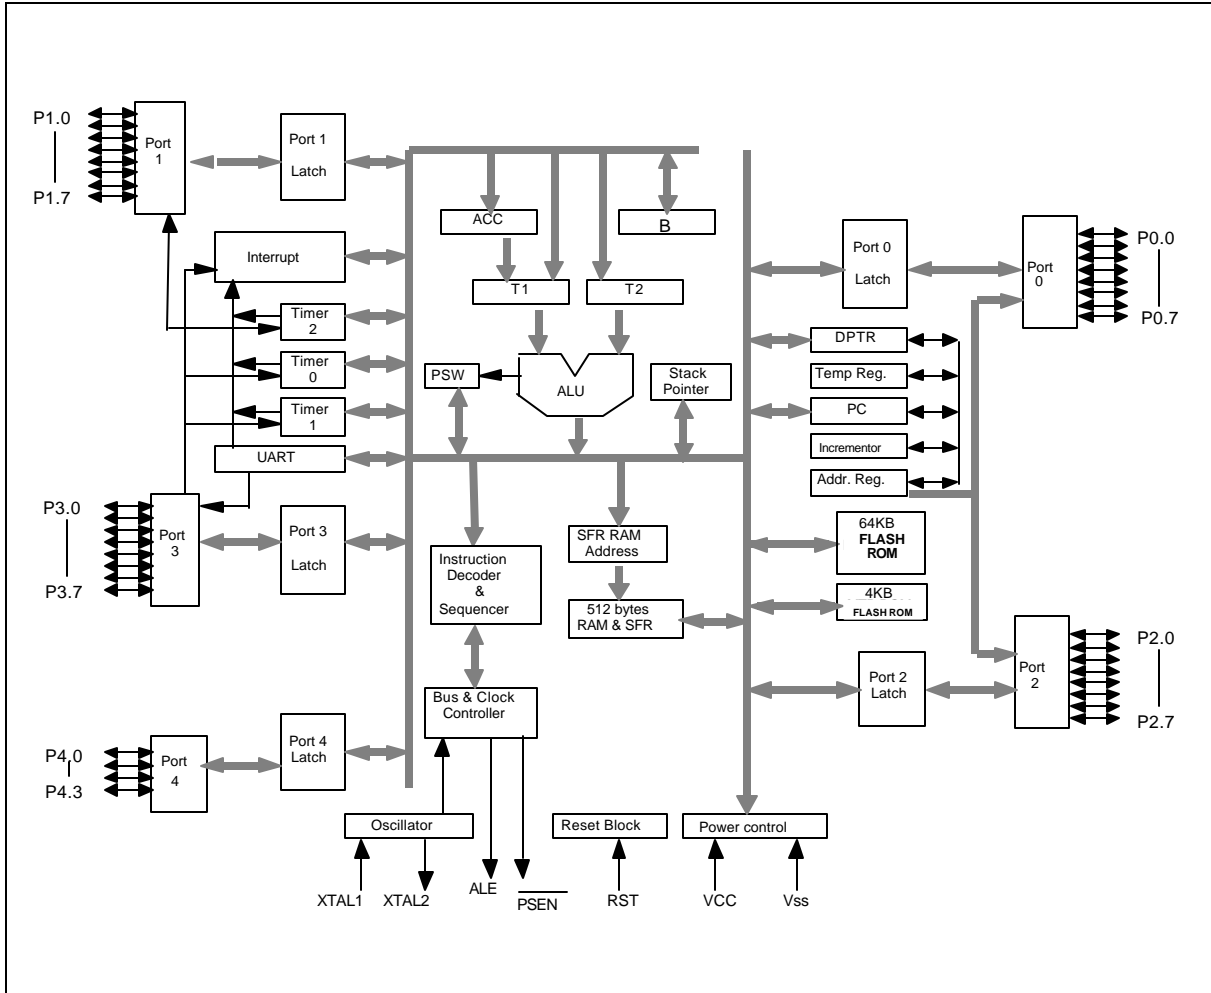 P1.0
P1.7
Port
1
Port 1
Latch
ACC
B
T1
T2
Interrupt
Timer
2
Timer
0
Timer
1
UART
PSW
ALU
Stack
Pointer
Port 0
Latch
Port
0
P0.0
P0.7
DPTR
Temp Reg.
PC
Incrementor
Addr. Reg.
64KB
FLASH
ROM
4KB
FLASH ROM
P3.0
P3.7
Port
3
Port 3
Latch
Instruction
Decoder
&
Sequencer
SFR RAM
Address
512 bytes
RAM & SFR
Port 2
Latch
Port
2
P2.0
P2.7
Bus & Clock
Controller
P4.0
P4.3
Port
4
Port 4
Latch
Oscillator
Reset Block
Power control
XTAL1
XTAL2
ALE
PSEN
RST
VCC
Vss